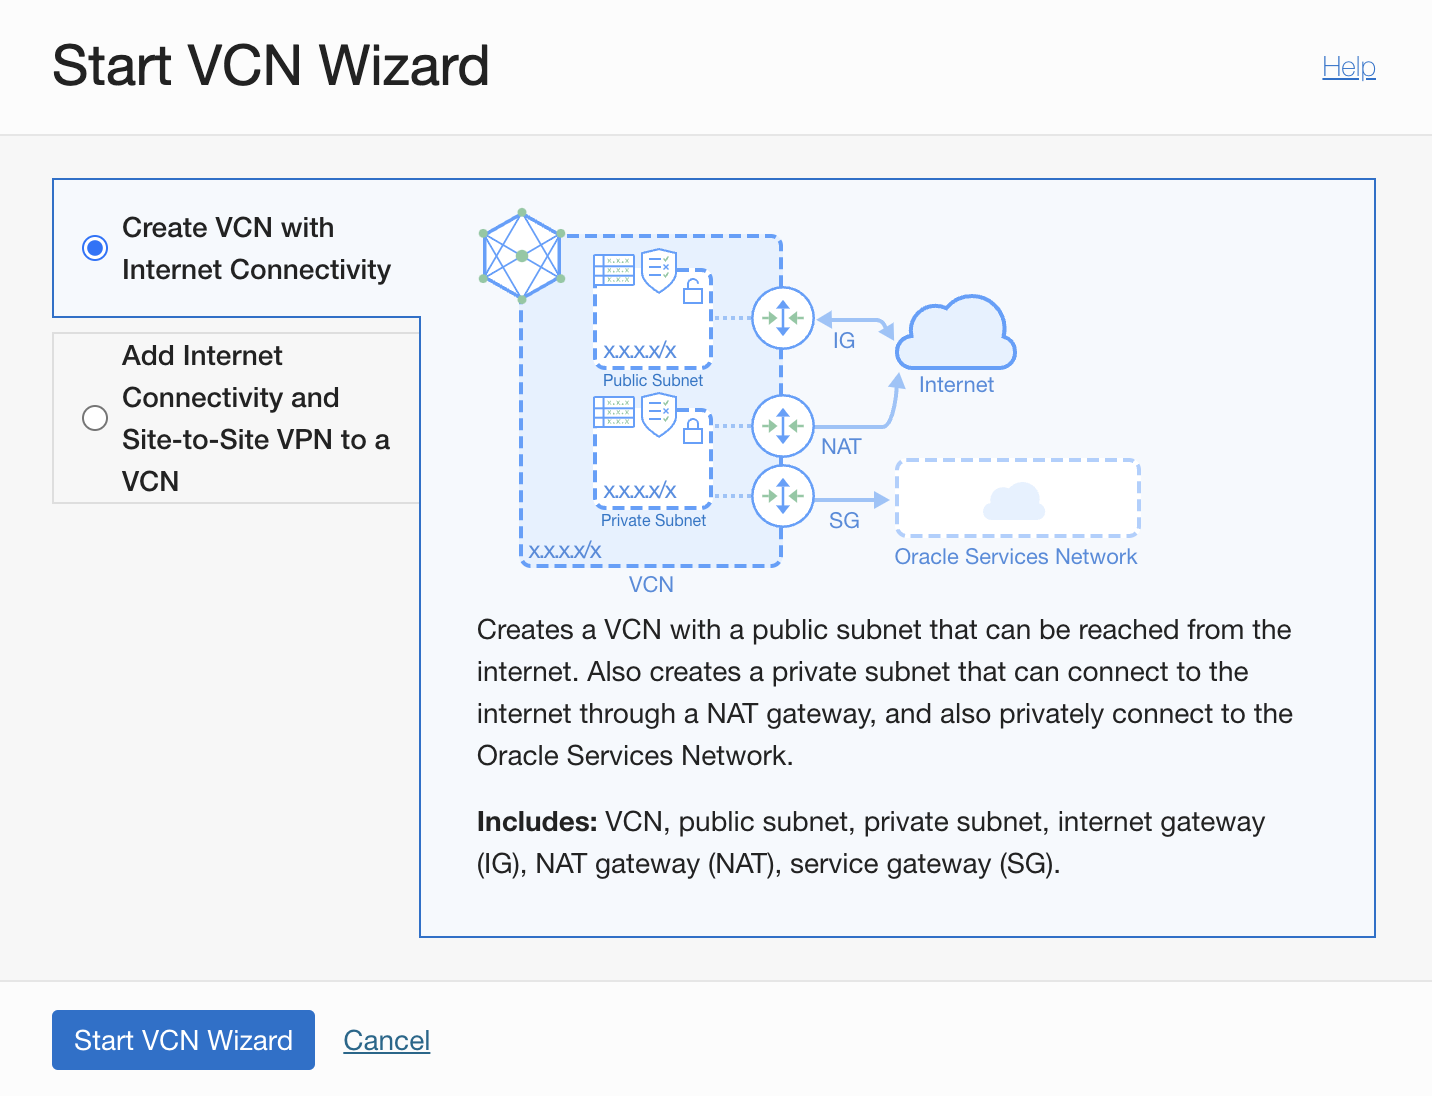 Start VCN Wizard
Help
Create VCN with
Internet Connectivity
Add Internet
Connectivity and
Site-to-Site VPN to a
VCN
x.x.x
x.x.x
x.x.x
x.x.x.x/x
Public Subnet
x.x.x
x.x.x
x.x.x
x.x.x.x/x
Private Subnet
x.x.x.x/x
VCN
IG
Internet
NAT
SG
Oracle Services Network
Creates a VCN with a public subnet that can be reached from the
internet. Also creates a private subnet that can connect to the
internet through a NAT gateway, and also privately connect to the
Oracle Services Network.
Includes: VCN, public subnet, private subnet, internet gateway
(IG), NAT gateway (NAT), service gateway (SG).
Start VCN Wizard
Cancel